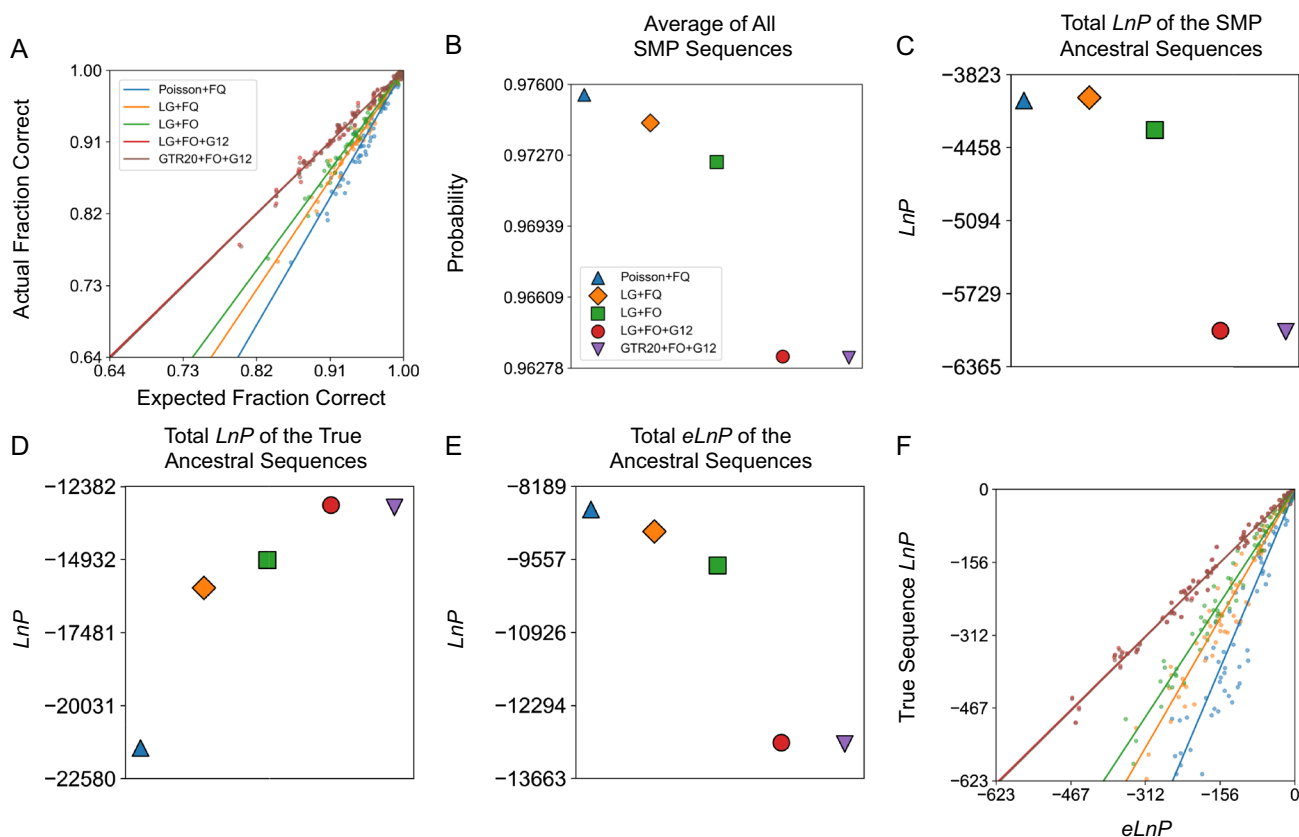 A
Actual Fraction Correct
1.00
0.91
0.82
0.73
0.64
Poisson+FQ
LG+FQ
LG+FO
LG+FO+G12
GTR20+FO+G12
0.64 0.73 0.82 0.91 1.00
Expected Fraction Correct
B
Average of All
SMP Sequences
Probability
0.97600
0.97270
0.96939
0.96609
0.96278
Poisson+FQ
LG+FQ
LG+FO
LG+FO+G12
GTR20+FO+G12
C
Total LnP of the SMP
Ancestral Sequences
LnP
−3823
−4458
−5094
−5729
−6365
D
Total LnP of the True
Ancestral Sequences
LnP
−12382
−14932
−17481
−20031
−22580
E
Total eLnP of the
Ancestral Sequences
LnP
−8189
−9557
−10926
−12294
−13663
F
True Sequence LnP
0
−156
−312
−467
−623
−623 −467 −312 −156 0
eLnP